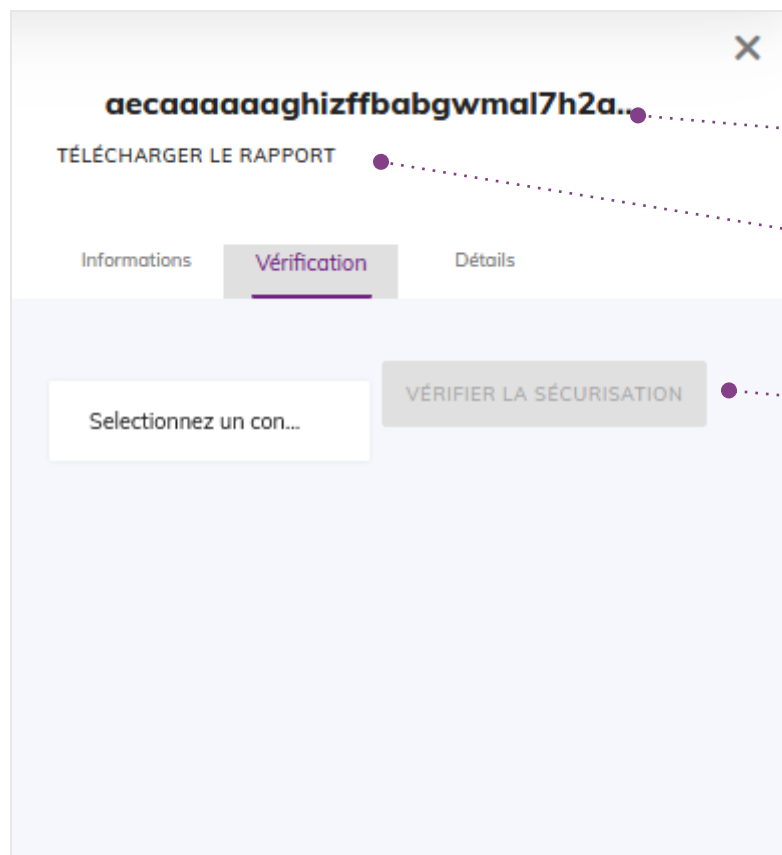 aecaaaaaaghizffbabgwmal7h2a...
TÉLÉCHARGER LE RAPPORT
Informations
Vérification
Détails
VÉRIFIER LA SÉCURISATION
Selectionnez un con...